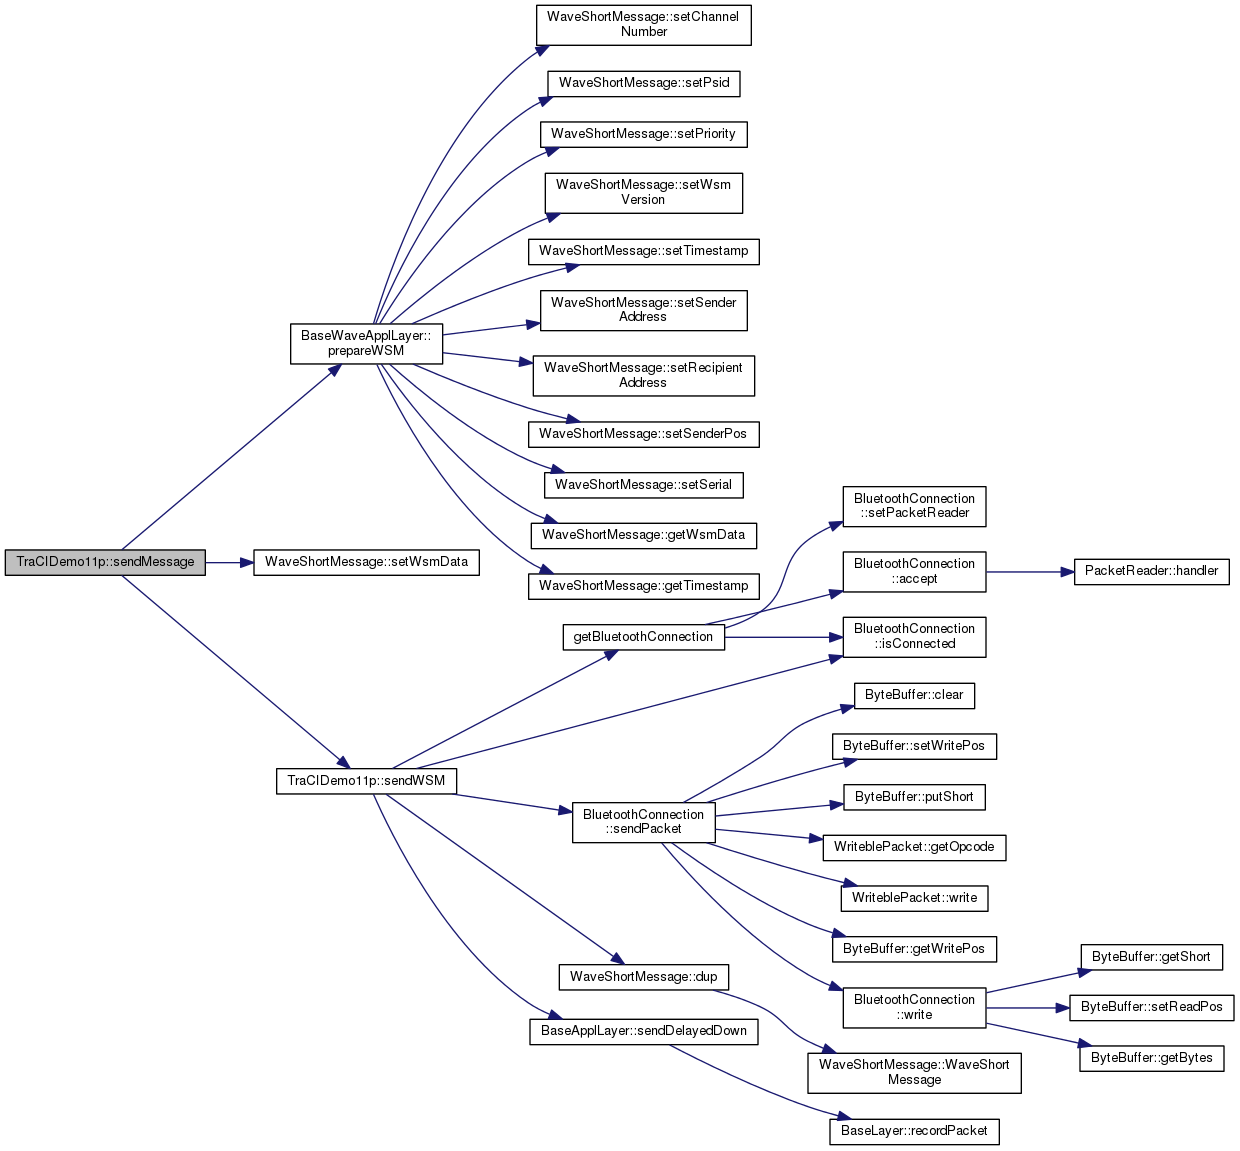 WaveShortMessage::setChannel
Number
WaveShortMessage::setPsid
WaveShortMessage::setPriority
WaveShortMessage::setWsm
Version
WaveShortMessage::setTimestamp
WaveShortMessage::setSender
Address
BaseWaveApplLayer::
prepareWSM
WaveShortMessage::setRecipient
Address
WaveShortMessage::setSenderPos
WaveShortMessage::setSerial
WaveShortMessage::getWsmData
WaveShortMessage::getTimestamp
TraCIDemo11p::sendMessage
WaveShortMessage::setWsmData
BluetoothConnection
::setPacketReader
BluetoothConnection
::accept
PacketReader::handler
getBluetoothConnection
BluetoothConnection
::isConnected
ByteBuffer::clear
ByteBuffer::setWritePos
TraCIDemo11p::sendWSM
ByteBuffer::putShort
BluetoothConnection
::sendPacket
WriteblePacket::getOpcode
WriteblePacket::write
ByteBuffer::getWritePos
WaveShortMessage::dup
BluetoothConnection
::write
ByteBuffer::getShort
ByteBuffer::setReadPos
ByteBuffer::getBytes
BaseApplLayer::sendDelayedDown
WaveShortMessage::WaveShort
Message
BaseLayer::recordPacket